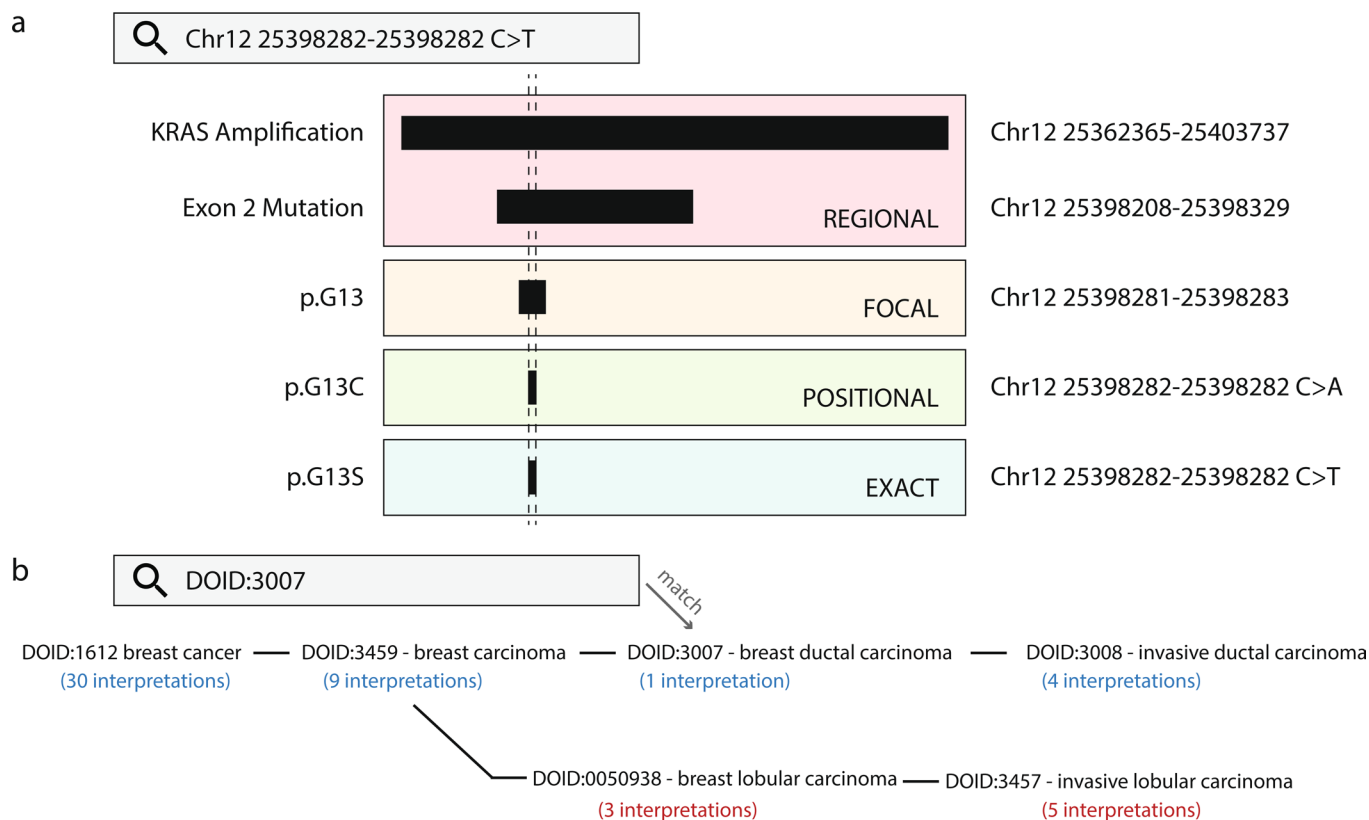 a
Chr12 25398282-25398282 C>T
KRAS Amplification
Chr12 25362365-25403737
Exon 2 Mutation
REGIONAL
Chr12 25398208-25398329
p.G13
FOCAL
Chr12 25398281-25398283
p.G13C
POSITIONAL
Chr12 25398282-25398282 C>A
p.G13S
EXACT
Chr12 25398282-25398282 C>T
b
DOID:3007
match
DOID:1612 breast cancer
(30 interpretations)
DOID:3459 - breast carcinoma
(9 interpretations)
DOID:3007 - breast ductal carcinoma
(1 interpretation)
DOID:3008 - invasive ductal carcinoma
(4 interpretations)
DOID:0050938 - breast lobular carcinoma
(3 interpretations)
DOID:3457 - invasive lobular carcinoma
(5 interpretations)